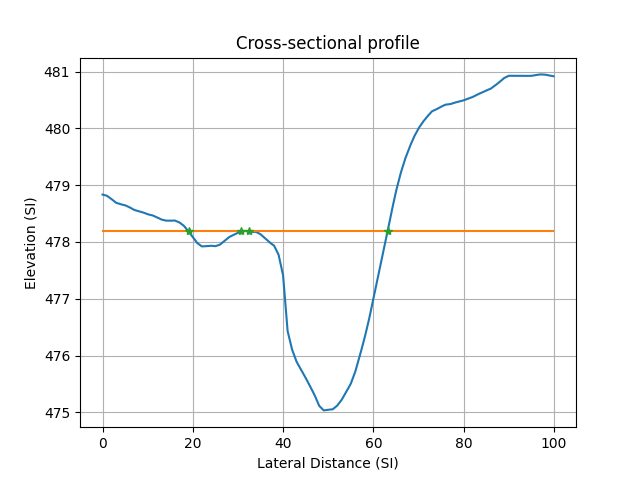 Cross-sectional profile
481
480
479
478
477
476
475
Elevation (SI)
0 20 40 60 80 100
Lateral Distance (SI)